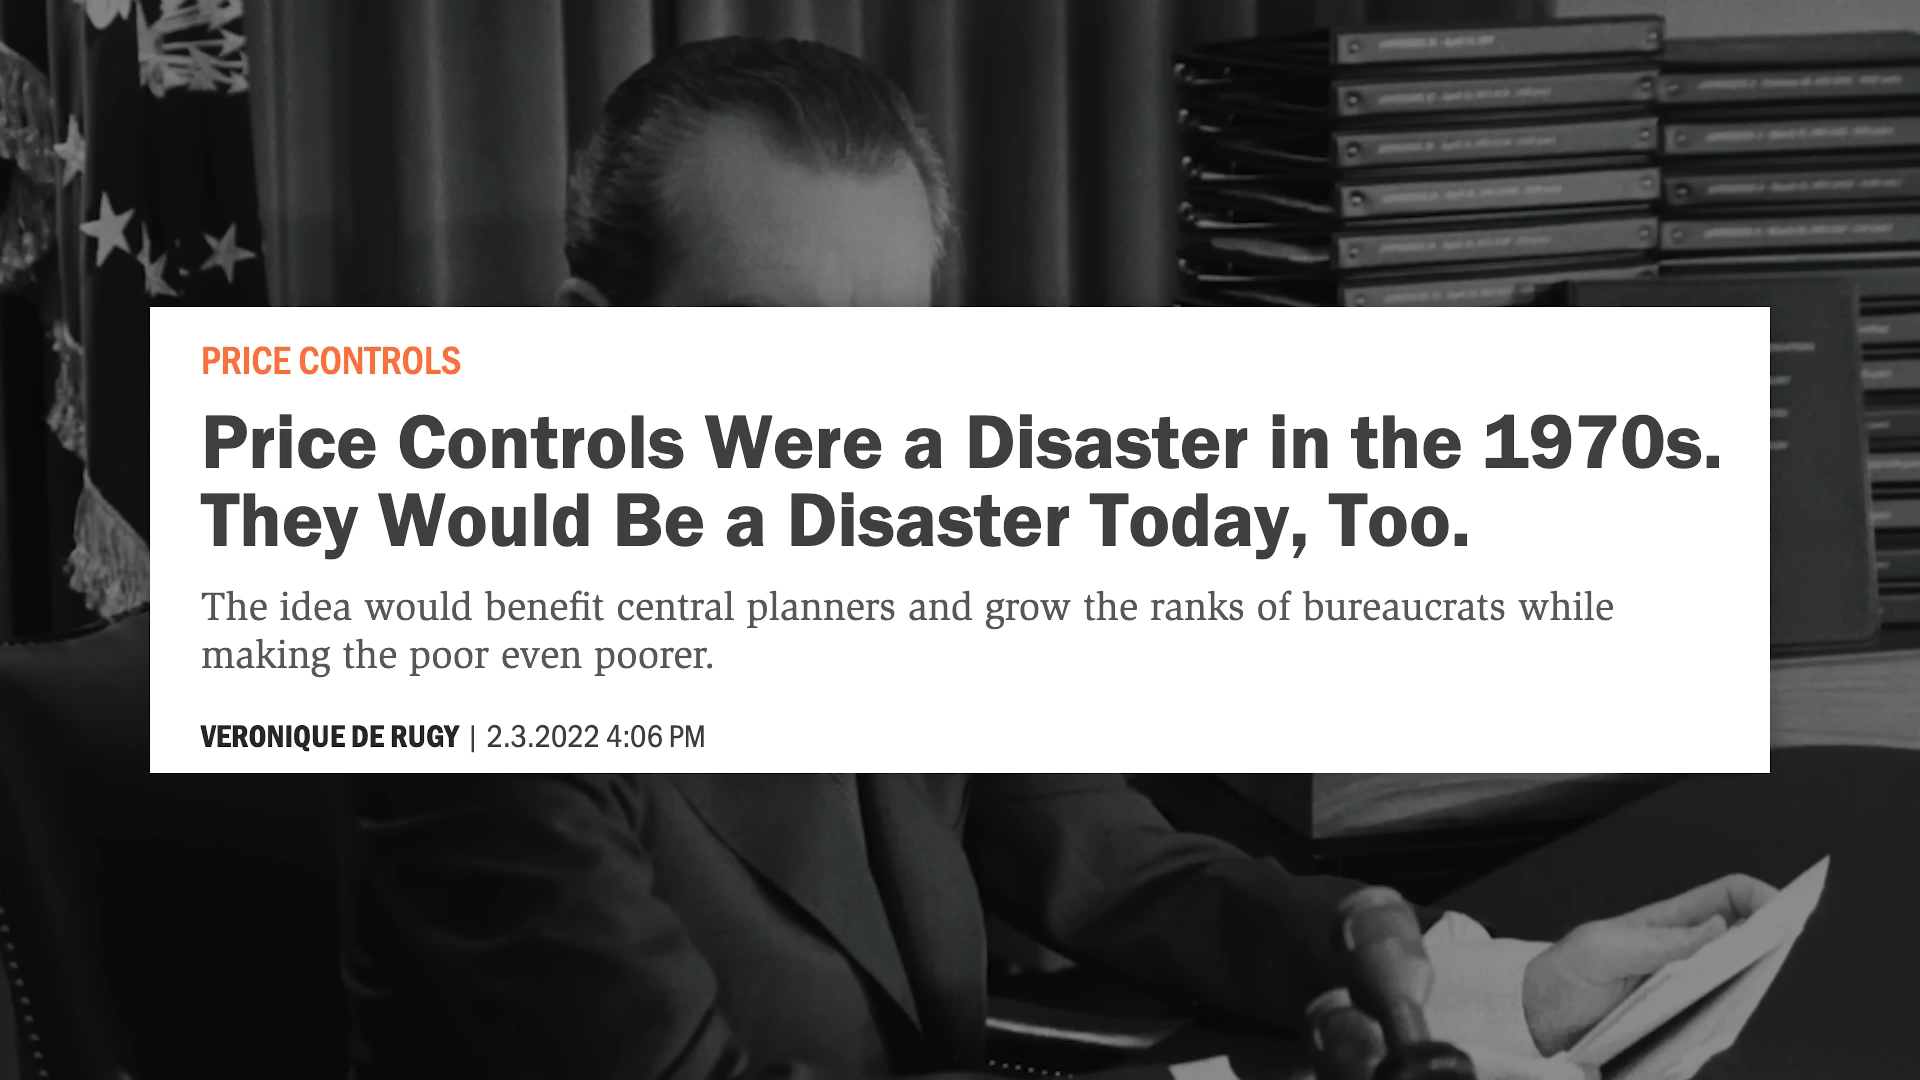 PRICE CONTROLS
Price Controls Were a Disaster in the 1970s.
They Would Be a Disaster Today, Too.
The idea would benefit central planners and grow the ranks of bureaucrats while
making the poor even poorer.
VERONIQUE DE RUGY | 2.3.2022 4:06 PM